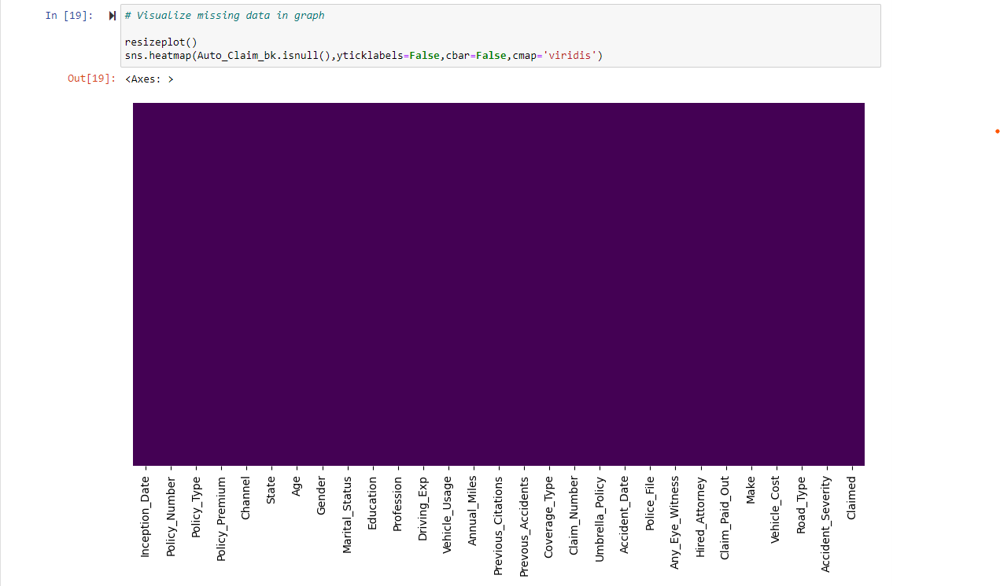 In [19]:
# Visualize missing data in graph
resizeplot()
sns.heatmap(Auto_Claim_bk.isnull(),yticklabels=False,cbar=False,cmap='viridis')
Out[19]: <Axes: >
Inception_Date
Policy_Number
Policy_Type
Policy_Premium
Channel
State
Age
Gender
Marital_Status
Education
Profession
Driving_Exp
Vehicle_Usage
Annual_Miles
Previous_Citations
Prevous_Accidents
Coverage_Type
Claim_Number
Umbrella_Policy
Accident_Date
Police_File
Any_Eye_Witness
Hired_Attorney
Claim_Paid_Out
Make
Vehicle_Cost
Road_Type
Accident_Severity
Claimed